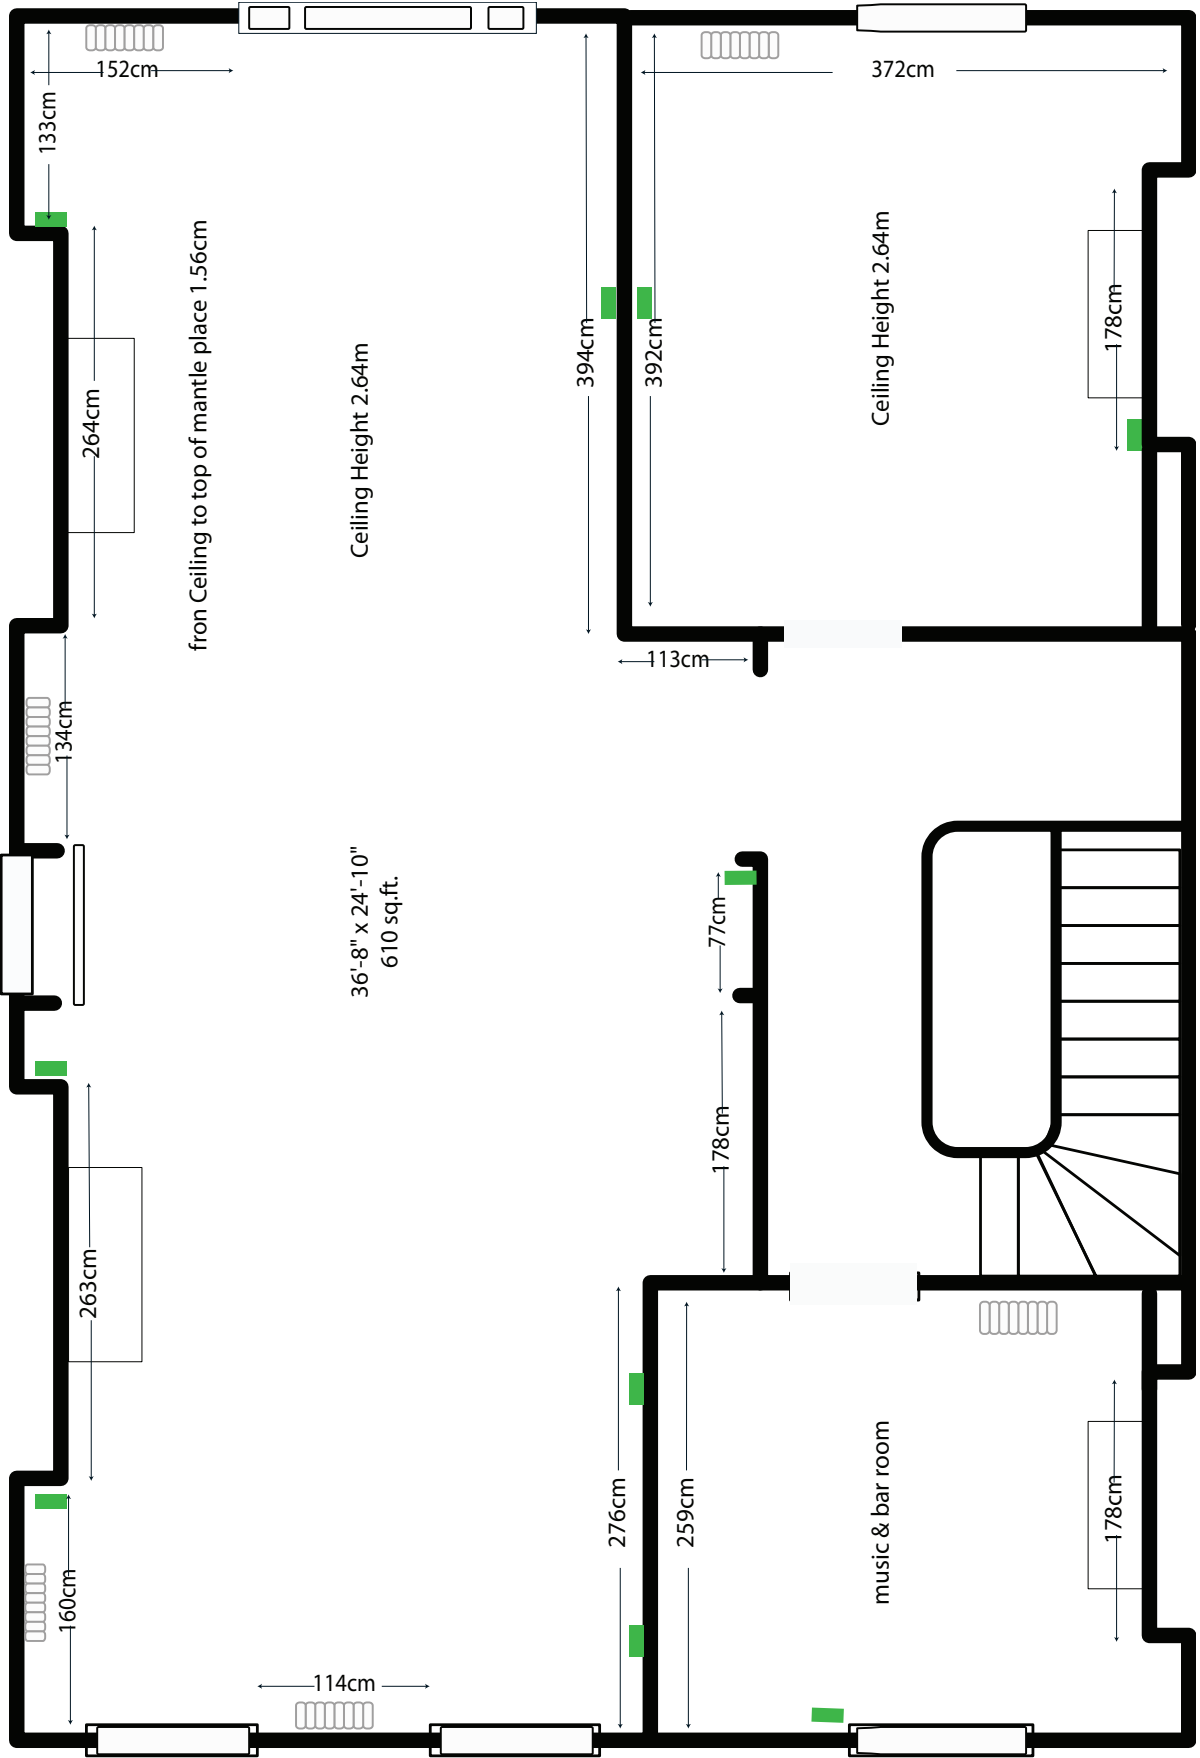 152cm
372cm
133cm
fron Ceiling to top of mantle place 1.56cm
Ceiling Height 2.64m
Ceiling Height 2.64m
178cm
394cm
392cm
264cm
113cm
134cm
36'-8" x 24'-10"
610 sq.ft.
77cm
178cm
263cm
276cm
259cm
music & bar room
178cm
160cm
114cm